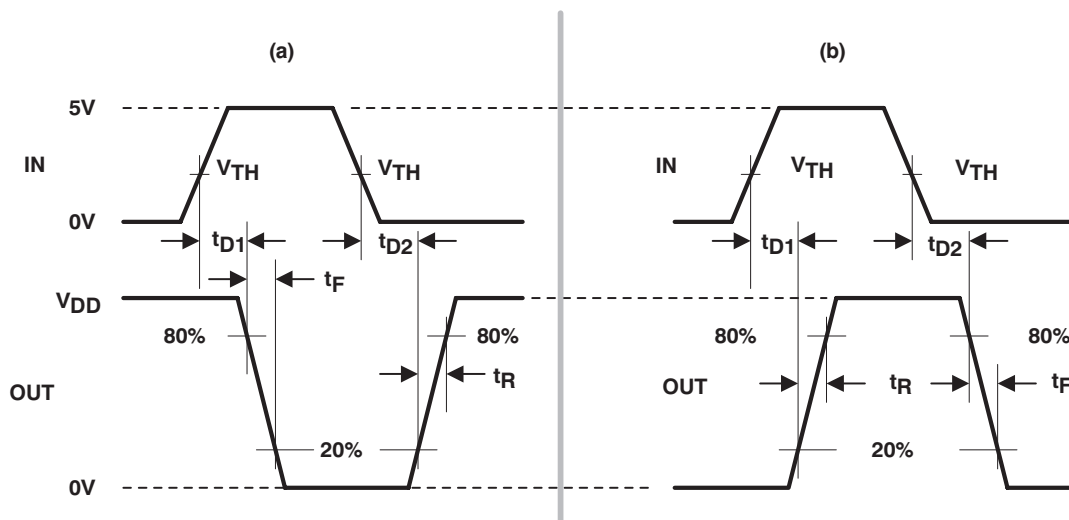 (a)
(b)
5V
IN
VTH
VTH
IN
VTH
VTH
0V
tD1
tD2
tD1
tD2
tF
VDD
80%
80%
80%
80%
OUT
tR
OUT
tR
tF
20%
20%
0V